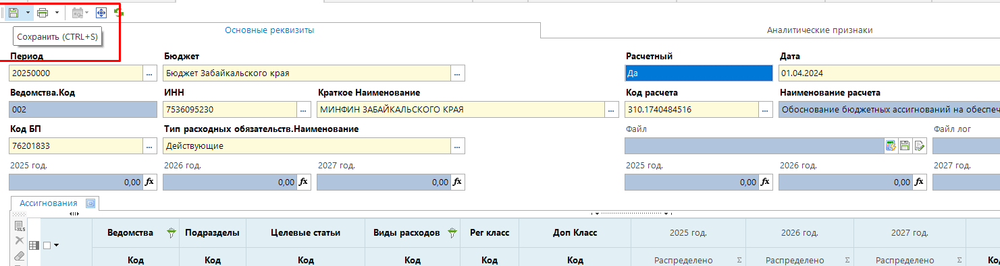 Сохранить (CTRL+S)
Основные реквизиты Аналитические признаки
Период Бюджет Расчетный Дата
20250000 ... Бюджет Забайкальского края ... Да 01.04.2024
Ведомства.Код ИНН Краткое Наименование Код расчета Наименование расчета
002 7536095230 ... МИНФИН ЗАБАЙКАЛЬСКОГО КРАЯ ... 310.1740484516 ... Обоснование бюджетных ассигнований на обеспеч
Код БП Тип расходных обязательств.Наименование Файл Файл лог
76201833 ... Действующие ...
2025 год. 2026 год. 2027 год. 2025 год. 2026 год. 2027 год.
0,00 fx 0,00 fx 0,00 fx 0,00 fx 0,00 fx
Ассигнования
XLS
Ведомства Подразделы Целевые статьи Виды расходов Рег класс Доп Класс 2025 год. 2026 год. 2027 год.
Код Код Код Код Код Код Распределено Σ Распределено Σ Распределено Σ Ко